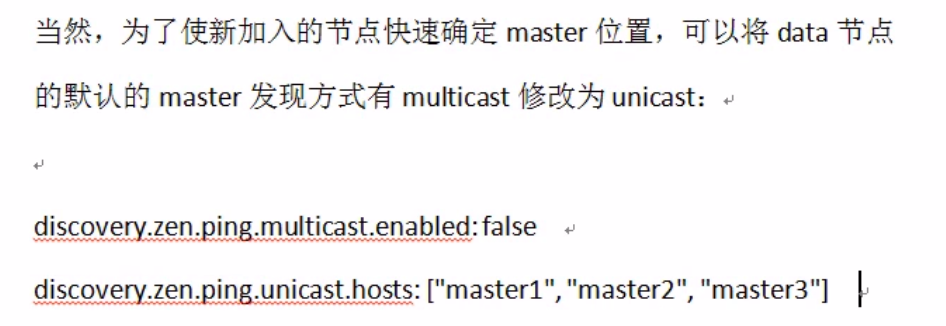 当然，为了使新加入的节点快速确定 master 位置，可以将 data 节点
的默认的 master 发现方式有 multicast 修改为 unicast：
discovery.zen.ping.multicast.enabled: false
discovery.zen.ping.unicast.hosts: ["master1", "master2", "master3"]